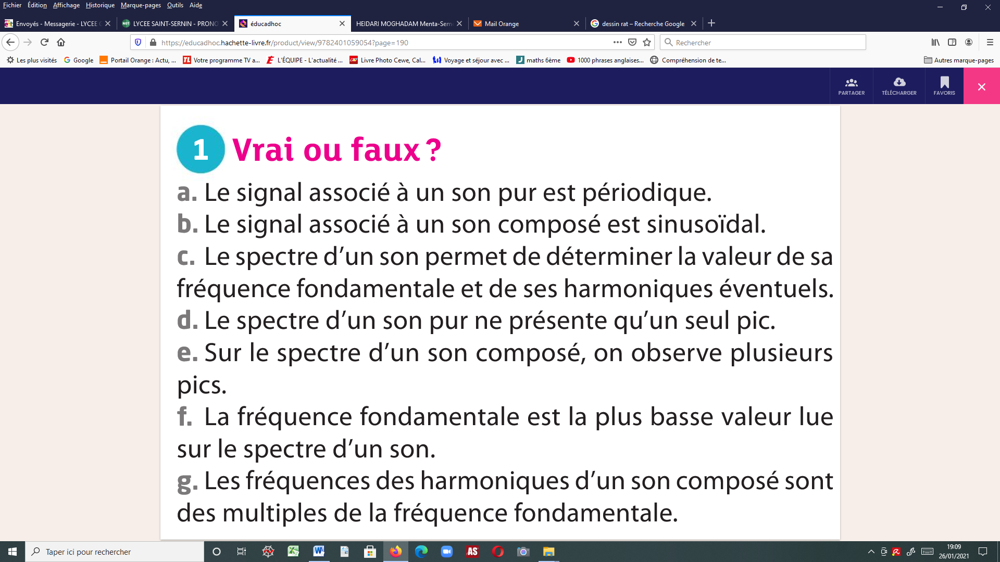 Fichier Édition Affichage Historique Marque-pages Outils Aide
Envoyés - Messagerie - LYCEE
LYCEE SAINT-SERNIN - PRONO
éducadhoc
HEIDARI MOGHADAM Menta-Sem
Mail Orange
dessin rat – Recherche Google
https://educadhoc.hachette-livre.fr/product/view/9782401059054?page=190
Rechercher
Les plus visités
Google
Portail Orange : Actu, ...
TL Votre programme TV a...
L'ÉQUIPE - L'actualité ...
Livre Photo Cewe, Cal...
Voyage et séjour avec ...
J maths 6ème
1000 phrases anglaises...
Compréhension de te...
Autres marque-pages
PARTAGER
TÉLÉCHARGER
FAVORIS
1 Vrai ou faux ?
a. Le signal associé à un son pur est périodique.
b. Le signal associé à un son composé est sinusoïdal.
c. Le spectre d’un son permet de déterminer la valeur de sa
fréquence fondamentale et de ses harmoniques éventuels.
d. Le spectre d’un son pur ne présente qu’un seul pic.
e. Sur le spectre d’un son composé, on observe plusieurs
pics.
f. La fréquence fondamentale est la plus basse valeur lue
sur le spectre d’un son.
g. Les fréquences des harmoniques d’un son composé sont
des multiples de la fréquence fondamentale.
Taper ici pour rechercher
AS
19:09
26/01/2021